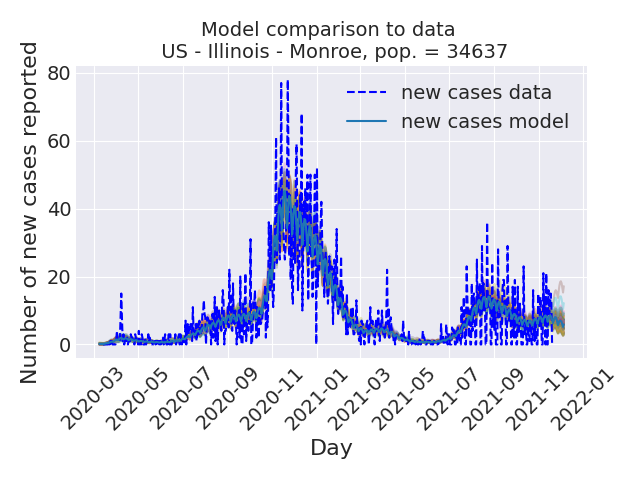 Model comparison to data
US - Illinois - Monroe, pop. = 34637
Number of new cases reported
80
60
40
20
0
new cases data
new cases model
2020-03
2020-05
2020-07
2020-09
2020-11
2021-01
2021-03
2021-05
2021-07
2021-09
2021-11
2022-01
Day